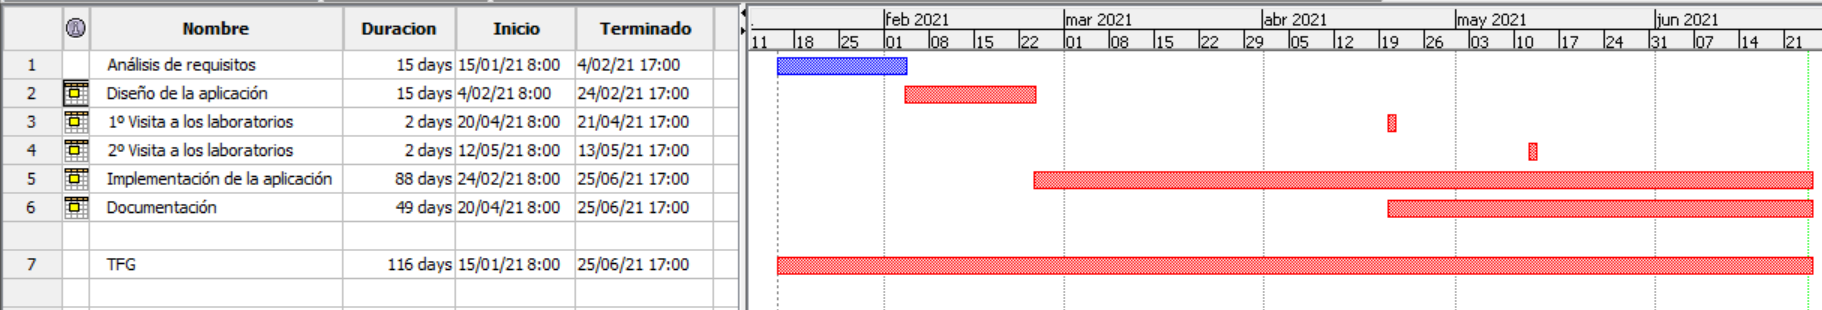 Nombre Duracion Inicio Terminado
. feb 2021 mar 2021 abr 2021 may 2021 jun 2021
11 18 25 01 08 15 22 01 08 15 22 29 05 12 19 26 03 10 17 24 31 07 14 21
1 Análisis de requisitos 15 days 15/01/21 8:00 4/02/21 17:00
2 Diseño de la aplicación 15 days 4/02/21 8:00 24/02/21 17:00
3 1º Visita a los laboratorios 2 days 20/04/21 8:00 21/04/21 17:00
4 2º Visita a los laboratorios 2 days 12/05/21 8:00 13/05/21 17:00
5 Implementación de la aplicación 88 days 24/02/21 8:00 25/06/21 17:00
6 Documentación 49 days 20/04/21 8:00 25/06/21 17:00
7 TFG 116 days 15/01/21 8:00 25/06/21 17:00